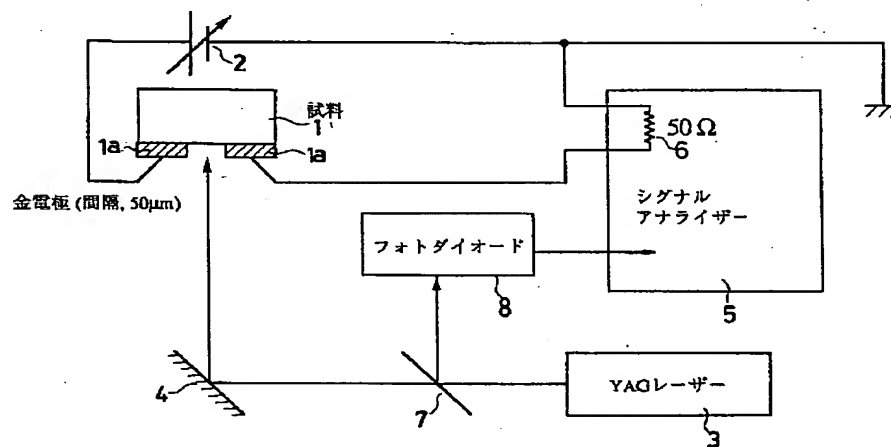 2
試料
1
1a
1a
50Ω
6
金電極 (間隔, 50μm)
シグナル
アナライザー
フォトダイオード
8
5
4
7
YAGレーザー
3